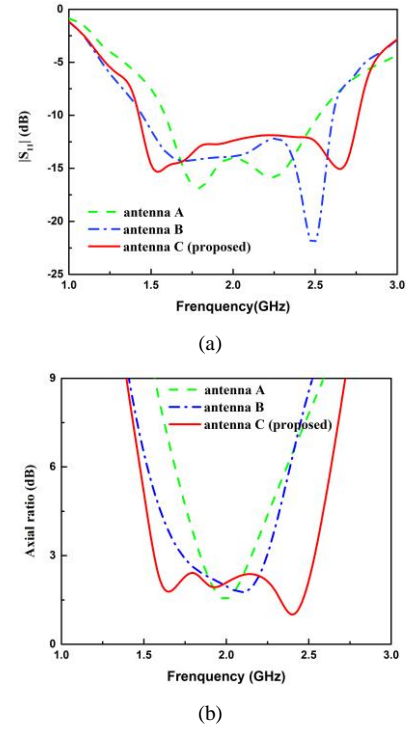 0
-5
-10
-15
-20
-25
|S₁₁| (dB)
antenna A
antenna B
antenna C (proposed)
1.0 1.5 2.0 2.5 3.0
Frenquency(GHz)
(a)
9
6
3
0
Axial ratio (dB)
antenna A
antenna B
antenna C (proposed)
1.0 1.5 2.0 2.5 3.0
Frenquency (GHz)
(b)